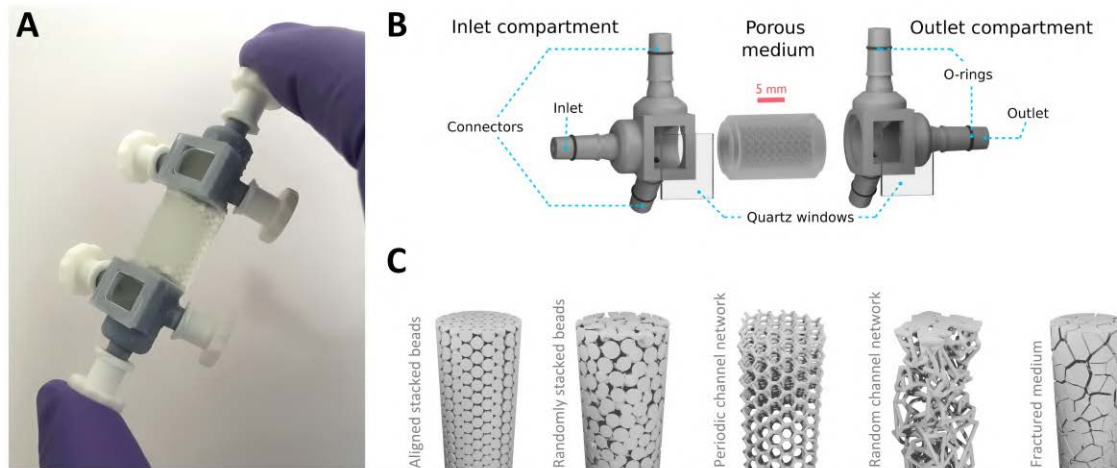 A
B
Inlet compartment
Porous
medium
Outlet compartment
5 mm
O-rings
Inlet
Connectors
Outlet
Quartz windows
C
Aligned stacked beads
Randomly stacked beads
Periodic channel network
Random channel network
Fractured medium